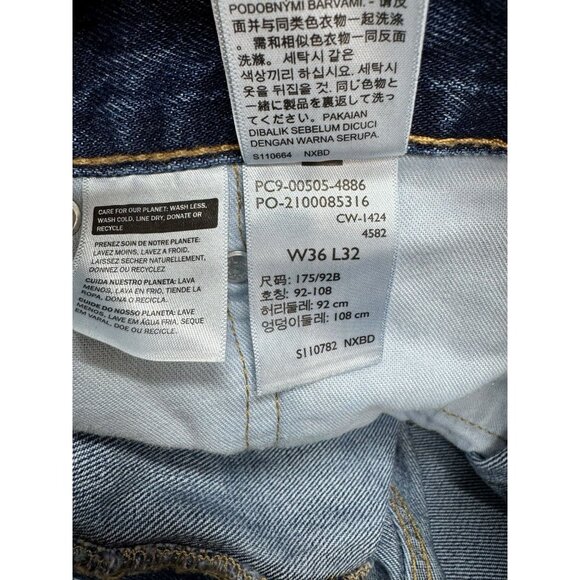 PODOBNYMI BARVAMI. - 请反
面并与同类色衣物一起洗涤
。需和相似色衣物一同反面
洗滌。세탁시 같은
색상끼리 하십시요. 세탁시
옷을 뒤집을 것. 同じ色と
一緒に製品を裏返して洗っ
てください。PAKAIAN
DIBALIK SEBELUM DICUCI
DENGAN WARNA SERUPA.
S110664 NXBD
CARE FOR OUR PLANET: WASH LESS,
WASH COLD, LINE DRY, DONATE OR
RECYCLE
PRENEZ SOIN DE NOTRE PLANETE:
LAVEZ MOINS, LAVEZ A FROID,
LAISSEZ SÉCHER NATURELLEMENT,
DONNEZ OU RECYCLEZ
CUIDA NUESTRO PLANETA: LAVA
MENOS, LAVA EN FRIO, TIENDE LA
ROPA, DONA O RECICLA.
CUIDE DO NOSSO PLANETA: LAVE
MENOS, LAVE EM ÁGUA FRIA, SEQUE
EM VARAL, DOE OU RECICLE
PC9-00505-4886
PO-2100085316
CW-1424
4582
W36 L32
尺码: 175/92B
호칭: 92-108
허리둘레: 92 cm
엉덩이둘레: 108 cm
S110782 NXBD